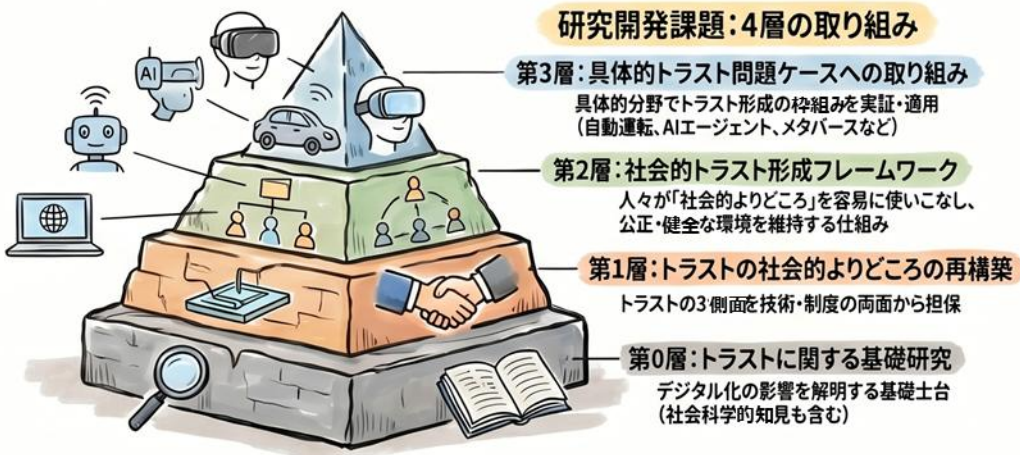 研究開発課題：4層の取り組み
第3層：具体的トラスト問題ケースへの取り組み
具体的分野でトラスト形成の枠組みを実証・適用
（自動運転、AIエージェント、メタバースなど）
AI
第2層：社会的トラスト形成フレームワーク
人々が「社会的よりどころ」を容易に使いこなし、
公正・健全な環境を維持する仕組み
第1層：トラストの社会的よりどころの再構築
トラストの3側面を技術・制度の両面から担保
第0層：トラストに関する基礎研究
デジタル化の影響を解明する基礎土台
（社会科学的知見も含む）